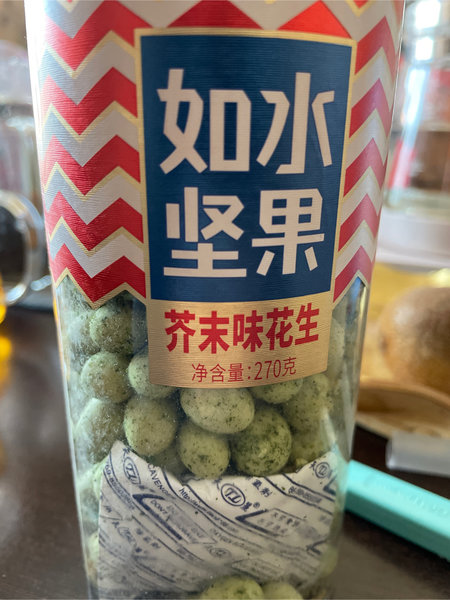 如水
坚果
芥末味花生
净含量:270克